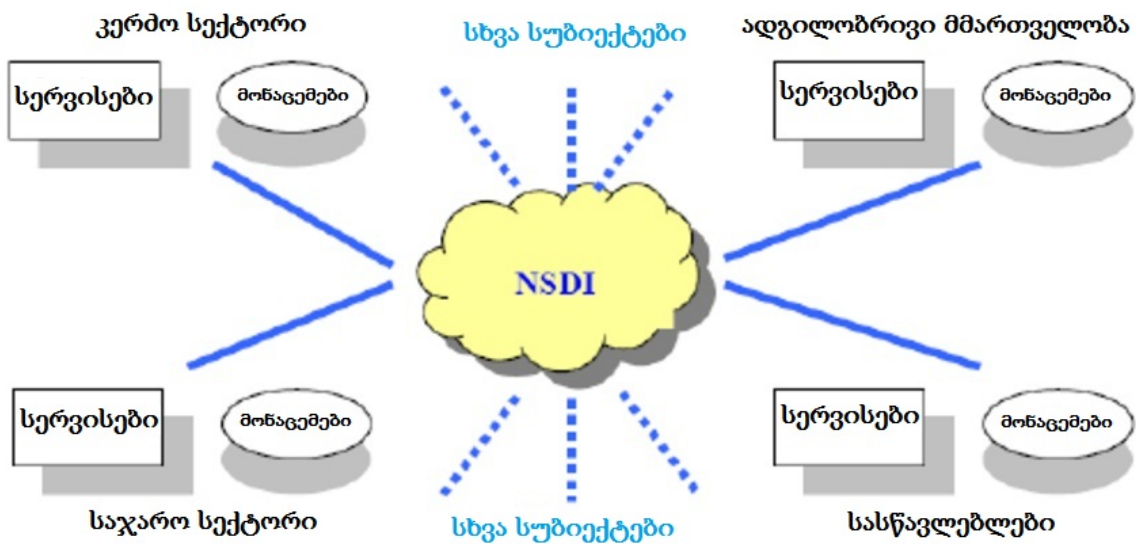 კერძო სექტორი
სხვა სუბიექტები
ადგილობრივი მმართველობა
სერვისები
მონაცემები
სერვისები
მონაცემები
NSDI
სერვისები
მონაცემები
სერვისები
მონაცემები
საჯარო სექტორი
სხვა სუბიექტები
სასწავლებლები